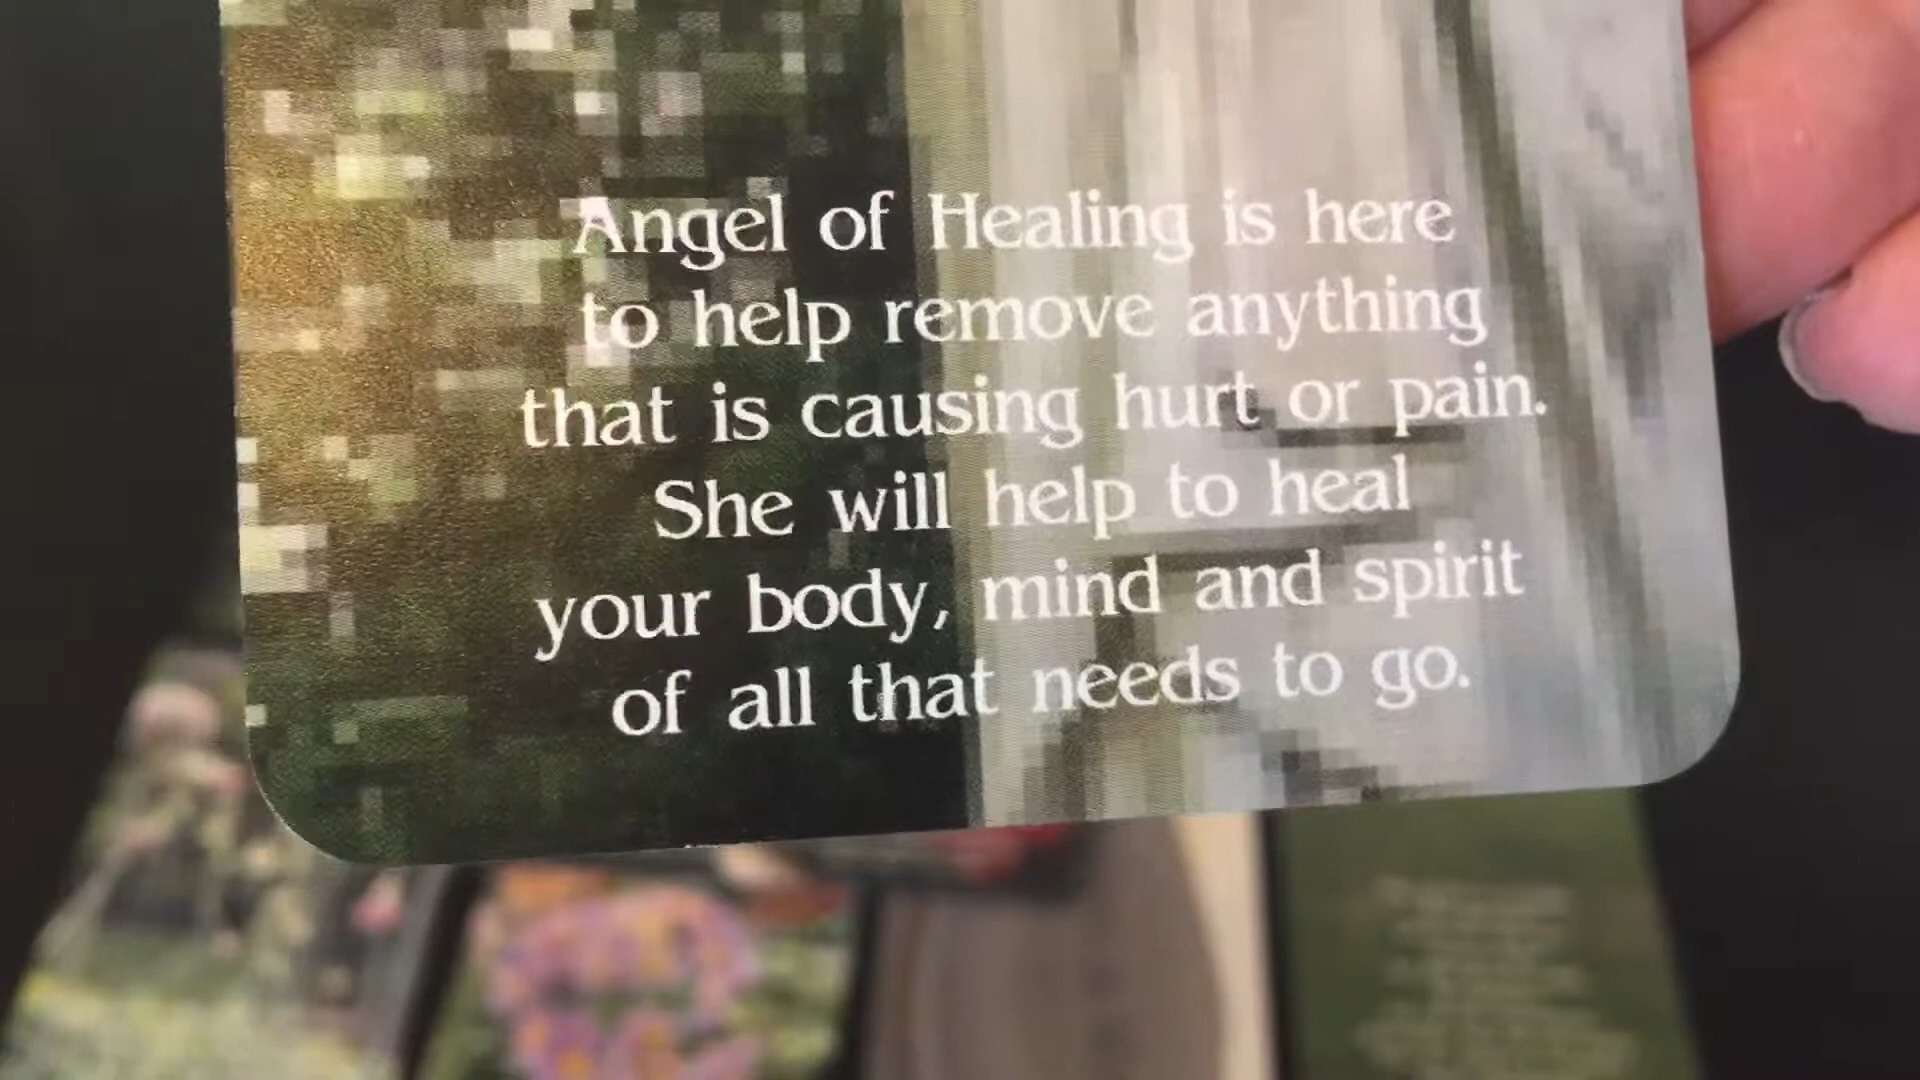 Angel of Healing is here
to help remove anything
that is causing hurt or pain.
She will help to heal
your body, mind and spirit
of all that needs to go.